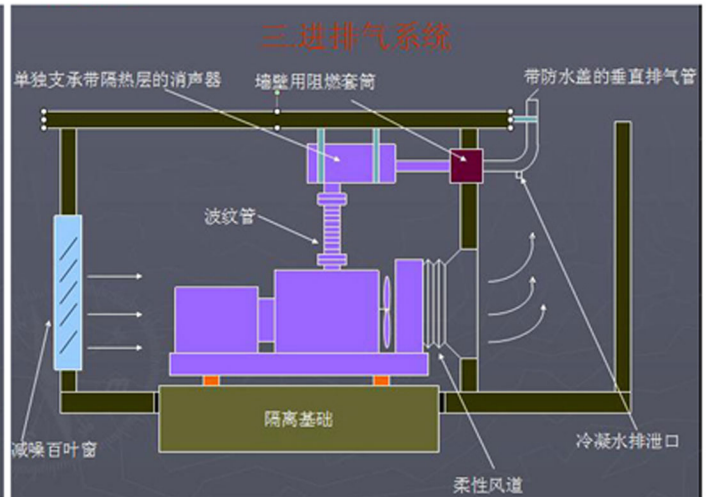 三.进排气系统
单独支承带隔热层的消声器
墙壁用阻燃套筒
带防水盖的垂直排气管
波纹管
隔离基础
减噪百叶窗
冷凝水排泄口
柔性风道